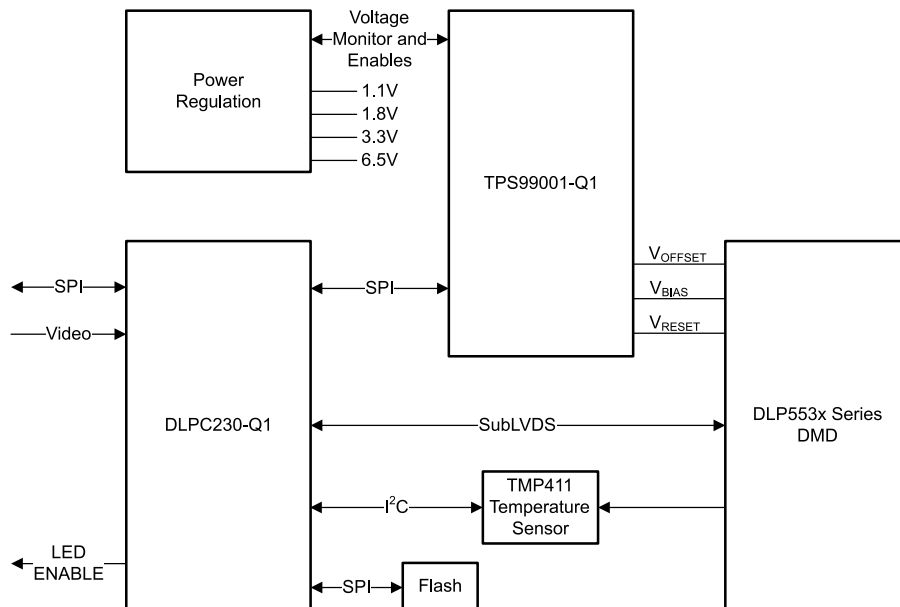 Voltage
Monitor and
Enables
Power
Regulation
1.1V
1.8V
3.3V
6.5V
TPS99001-Q1
VOFFSET
VBIAS
VRESET
SPI
SPI
Video
DLPC230-Q1
SubLVDS
DLP553x Series
DMD
I²C
TMP411
Temperature
Sensor
LED
ENABLE
SPI
Flash